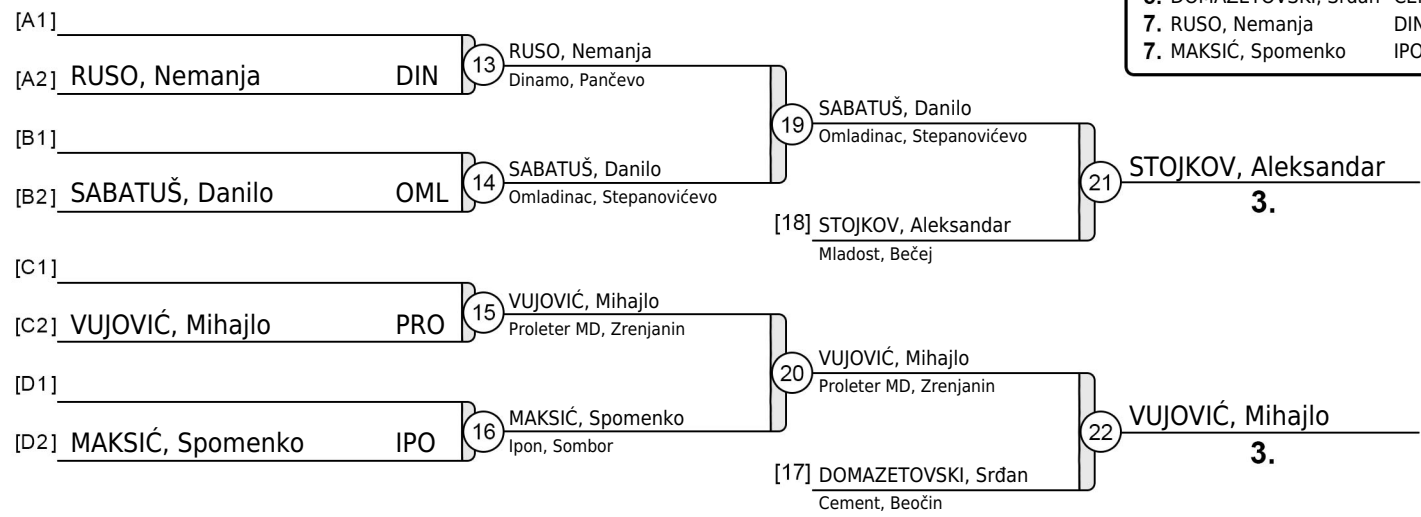 [A1]
[A2] RUSO, Nemanja DIN
13
RUSO, Nemanja
Dinamo, Pančevo
[B1]
[B2] SABATUŠ, Danilo OML
14
SABATUŠ, Danilo
Omladinac, Stepanovićevo
19
SABATUŠ, Danilo
Omladinac, Stepanovićevo
[18] STOJKOV, Aleksandar
Mladost, Bečej
21
STOJKOV, Aleksandar
3.
[C1]
[C2] VUJOVIĆ, Mihajlo PRO
15
VUJOVIĆ, Mihajlo
Proleter MD, Zrenjanin
[D1]
[D2] MAKSIĆ, Spomenko IPO
16
MAKSIĆ, Spomenko
Ipon, Sombor
20
VUJOVIĆ, Mihajlo
Proleter MD, Zrenjanin
[17] DOMAZETOVSKI, Srđan
Cement, Beočin
22
VUJOVIĆ, Mihajlo
3.
DOMAZETOVSKI, Srđan
7. RUSO, Nemanja DIN
7. MAKSIĆ, Spomenko IPO